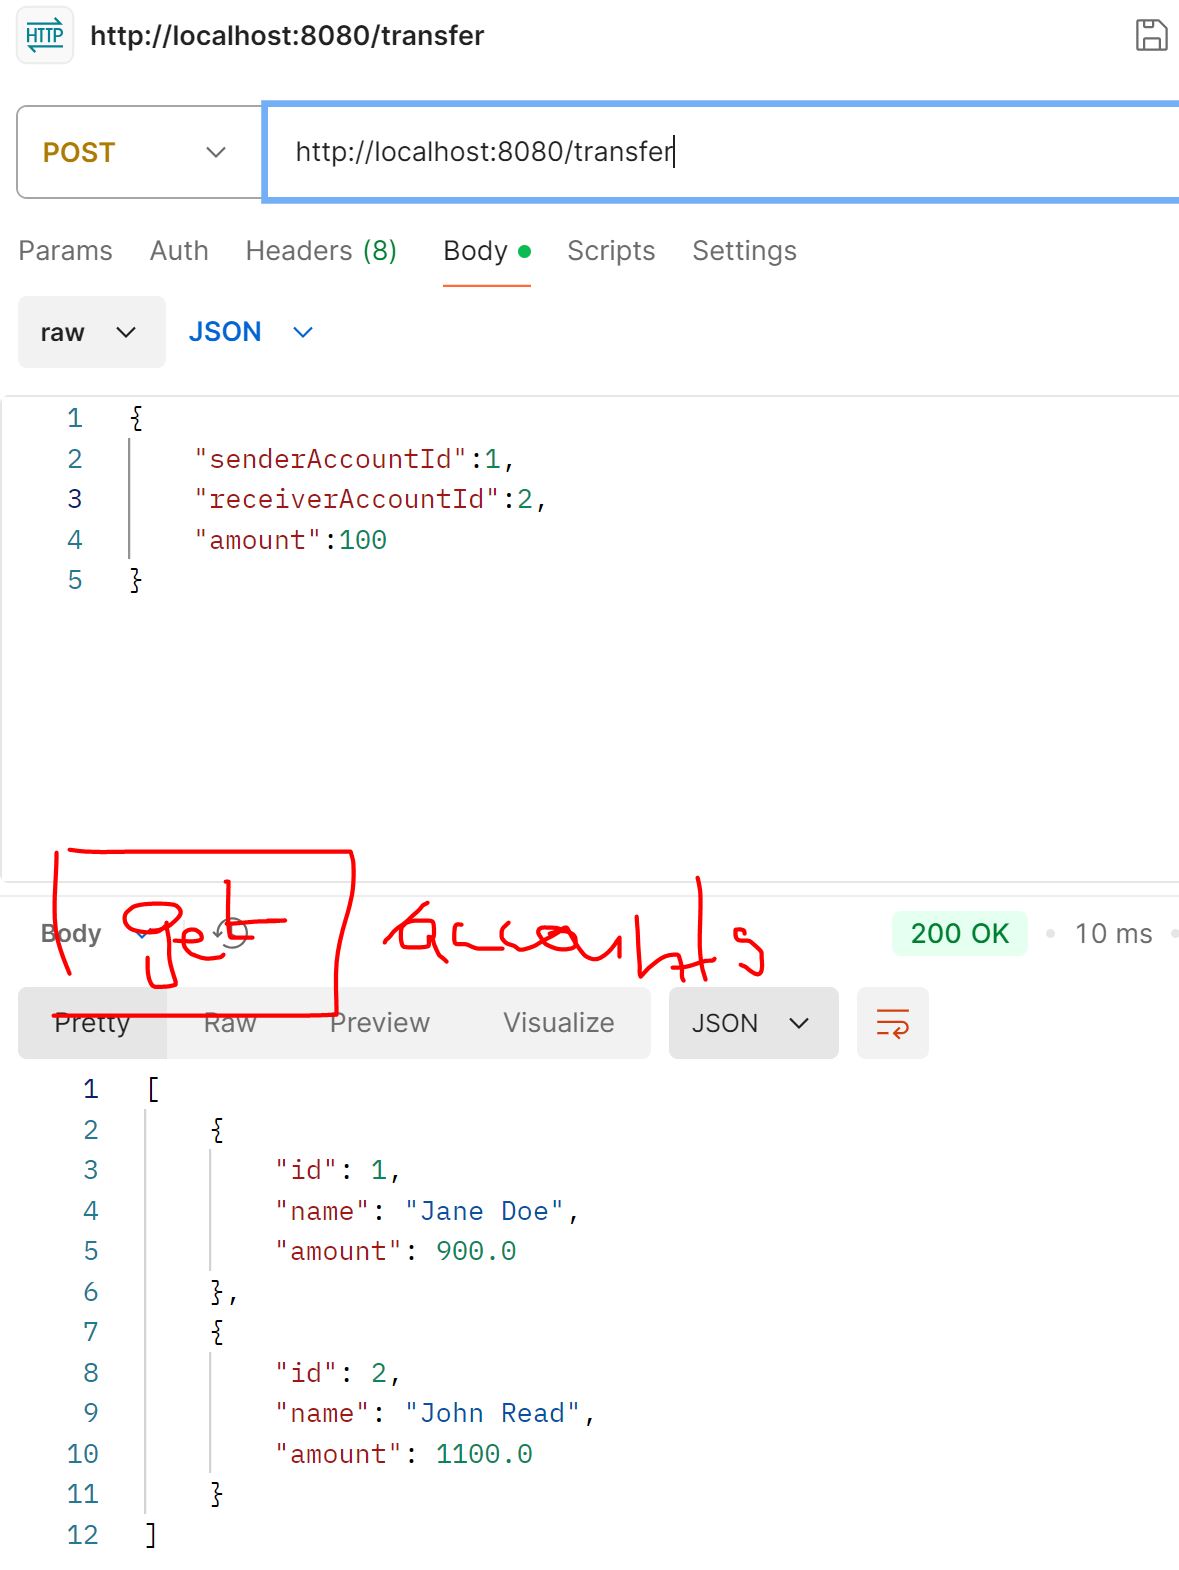 HTTP http://localhost:8080/transfer
POST http://localhost:8080/transfer
Params Auth Headers (8) Body Scripts Settings
raw JSON
1 {
2 "senderAccountId":1,
3 "receiverAccountId":2,
4 "amount":100
5 }
get accounts
Body 200 OK 10 ms
Pretty Raw Preview Visualize JSON
1 [
2 {
3 "id": 1,
4 "name": "Jane Doe",
5 "amount": 900.0
6 },
7 {
8 "id": 2,
9 "name": "John Read",
10 "amount": 1100.0
11 }
12 ]